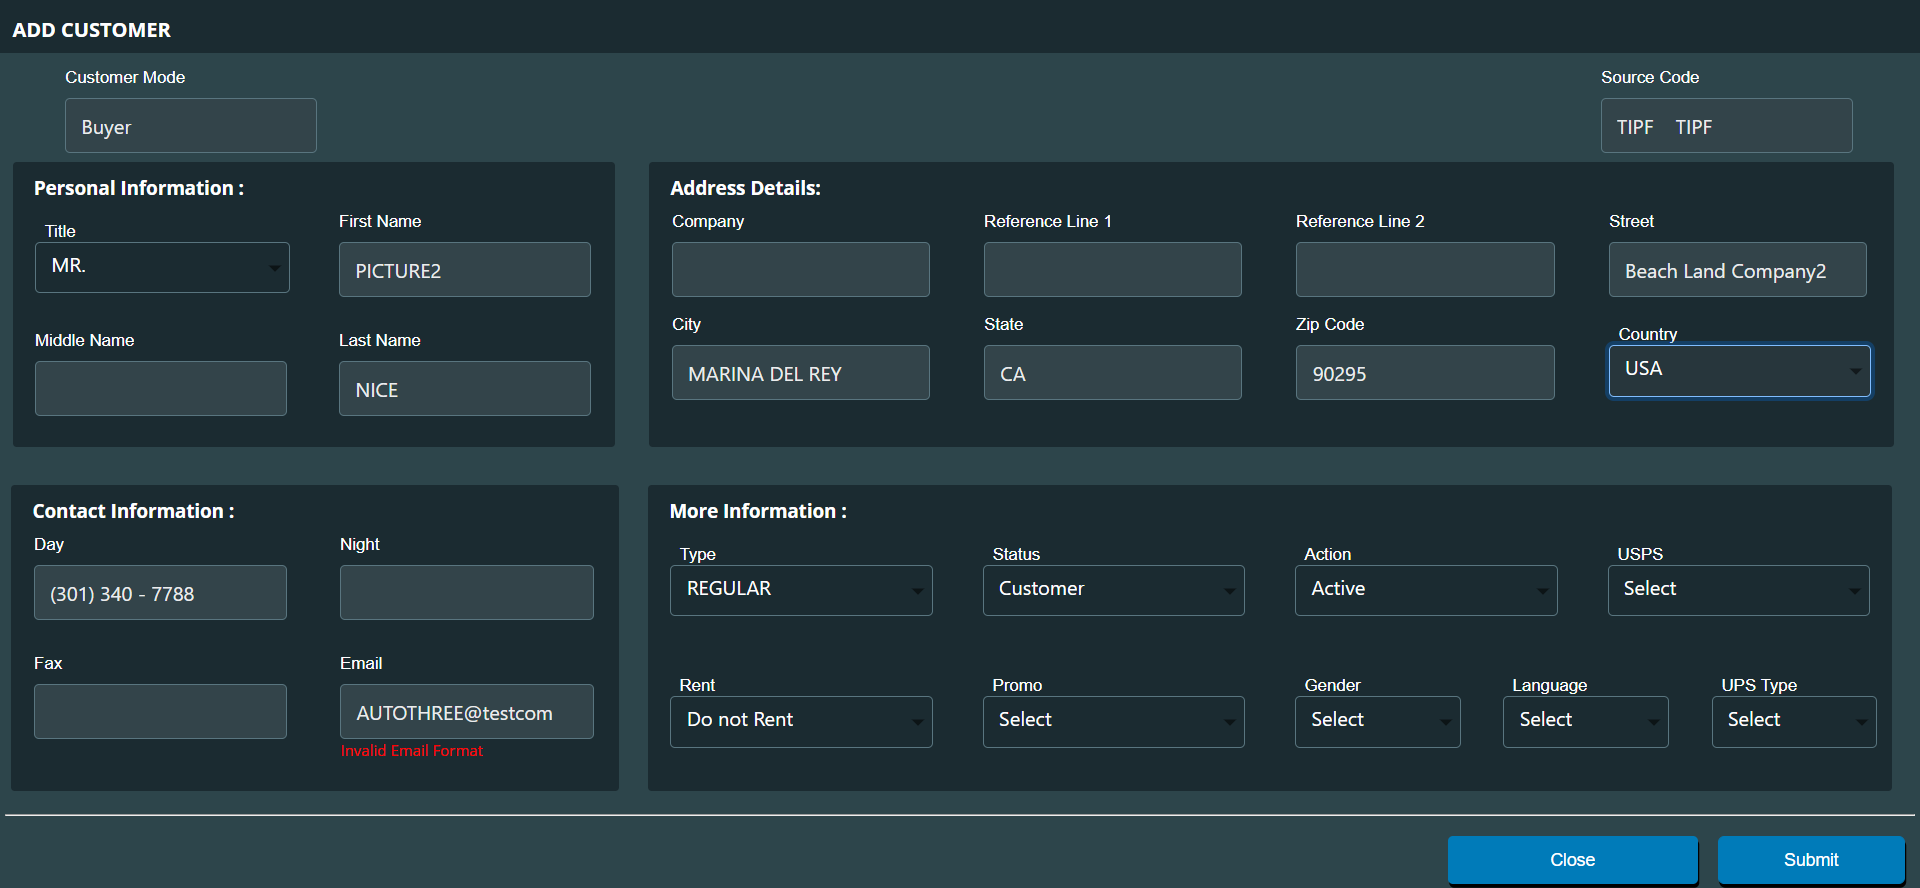 ADD CUSTOMER
Customer Mode
Source Code
Buyer
TIPF TIPF
Personal Information :
Title
First Name
MR.
PICTURE2
Middle Name
Last Name
NICE
Address Details:
Company
Reference Line 1
Reference Line 2
Street
Beach Land Company2
City
State
Zip Code
Country
MARINA DEL REY
CA
90295
USA
Contact Information :
Day
Night
(301) 340 - 7788
Fax
Email
AUTOTHREE@testcom
Invalid Email Format
More Information :
Type
Status
Action
USPS
REGULAR
Customer
Active
Select
Rent
Promo
Gender
Language
UPS Type
Do not Rent
Select
Select
Select
Select
Close
Submit